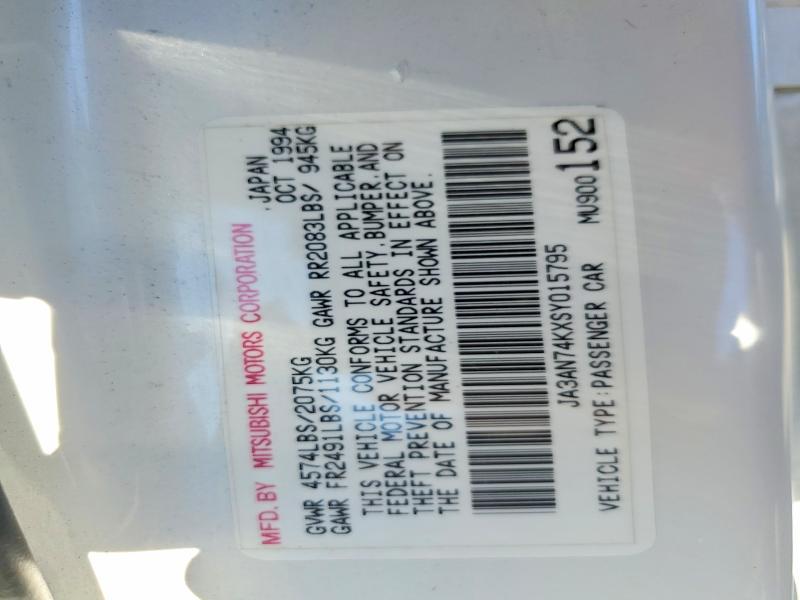 MFD. BY MITSUBISHI MOTORS CORPORATION
JAPAN
OCT 1994
GVWR 4574LBS/2075KG
GAWR FR2491LBS/1130KG GAWR RR2083LBS/ 945KG
THIS VEHICLE CONFORMS TO ALL APPLICABLE
FEDERAL MOTOR VEHICLE SAFETY, BUMPER, AND
THEFT PREVENTION STANDARDS IN EFFECT ON
THE DATE OF MANUFACTURE SHOWN ABOVE.
JA3AN74KXSY015795
VEHICLE TYPE: PASSENGER CAR MU900 152